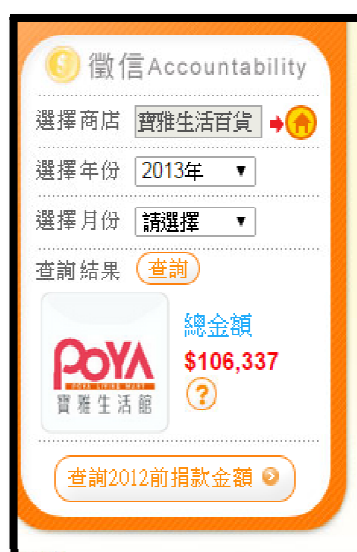 徵信Accountability
選擇商店 寶雅生活百貨
選擇年份 2013年
選擇月份 請選擇
查詢結果 查詢
POYA
POYA LIVING MART
寶雅生活館
總金額
$106,337
?
查詢2012前捐款金額